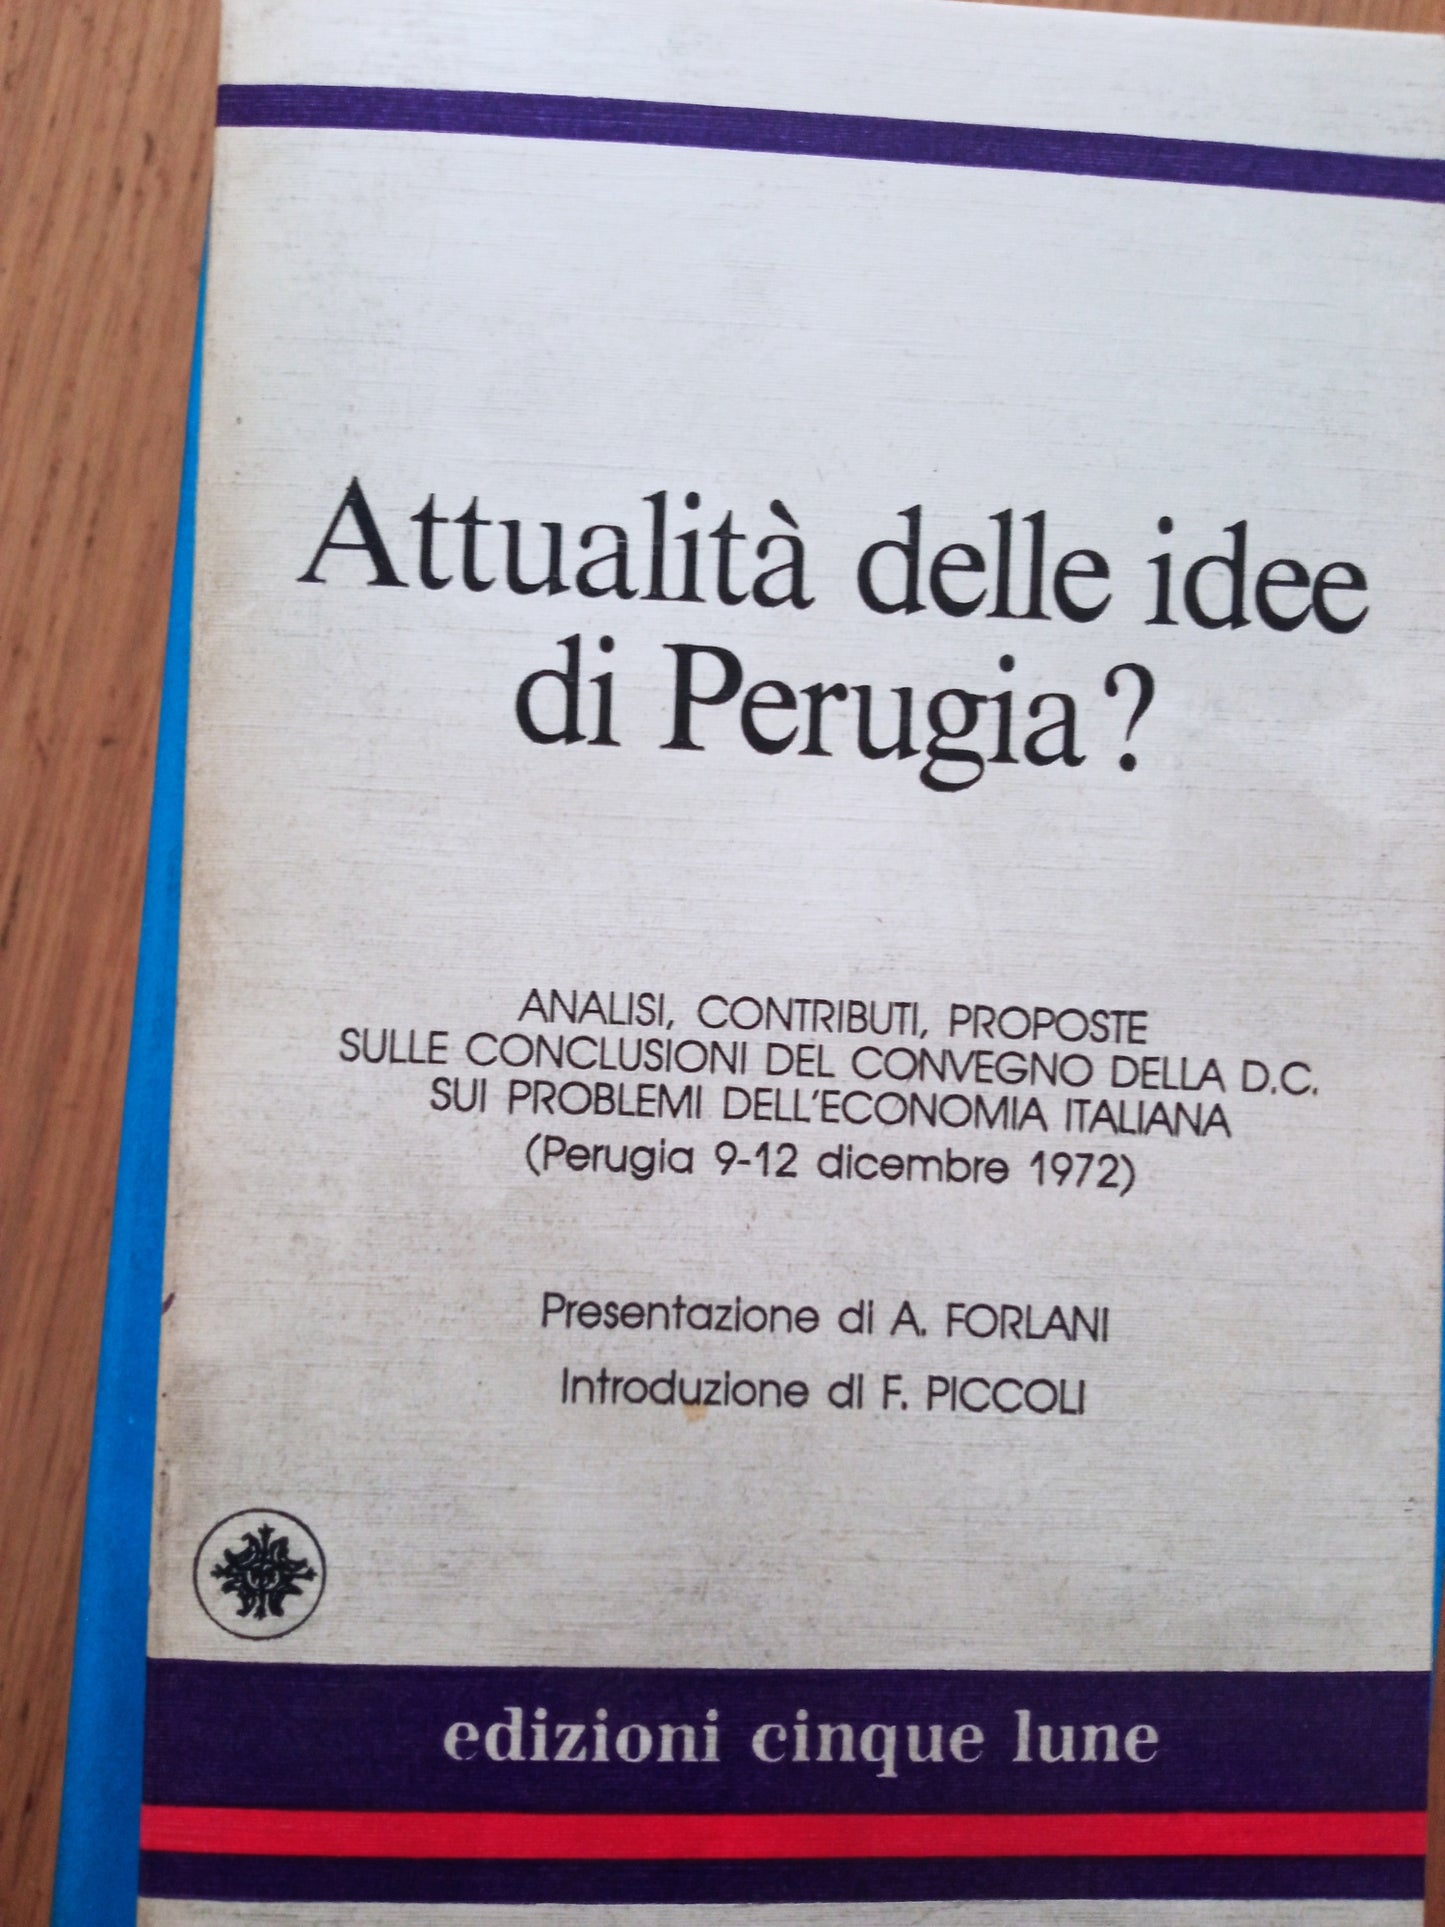 Attualità delle idee
di Perugia?
ANALISI, CONTRIBUTI, PROPOSTE
SULLE CONCLUSIONI DEL CONVEGNO DELLA D.C.
SUI PROBLEMI DELL'ECONOMIA ITALIANA
(Perugia 9-12 dicembre 1972)
Presentazione di A. FORLANI
Introduzione di F. PICCOLI
edizioni cinque lune